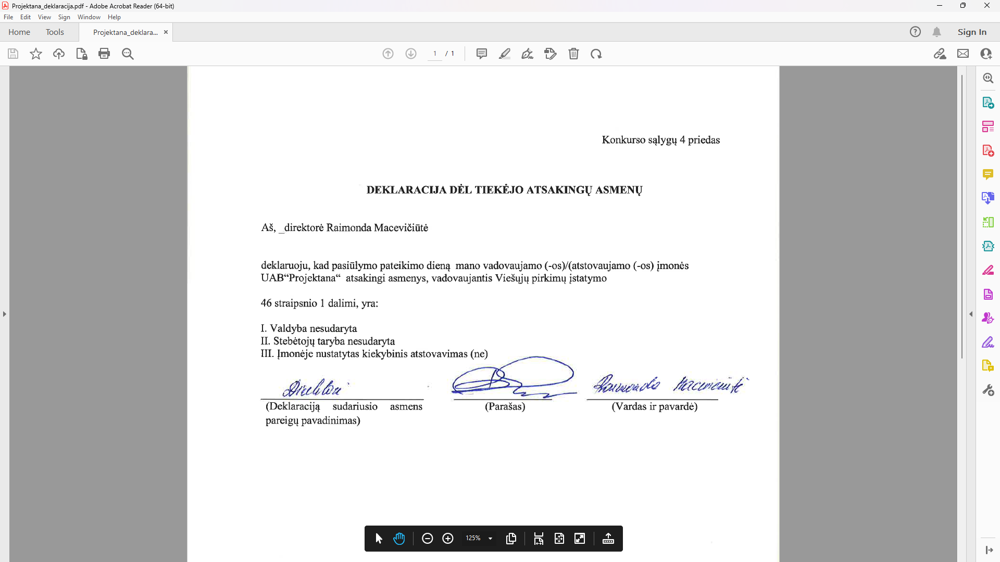 Projektana_deklaracija.pdf - Adobe Acrobat Reader (64-bit)
File Edit View Sign Window Help
Home Tools Projektana_deklara... × Sign In
1 / 1
Konkurso sąlygų 4 priedas
DEKLARACIJA DĖL TIEKĖJO ATSAKINGŲ ASMENŲ
Aš, _direktorė Raimonda Macevičiūtė
deklaruoju, kad pasiūlymo pateikimo dieną mano vadovaujamo (-os)/(atstovaujamo (-os) įmonės
UAB“Projektana“ atsakingi asmenys, vadovaujantis Viešųjų pirkimų įstatymo
46 straipsnio 1 dalimi, yra:
I. Valdyba nesudaryta
II. Stebėtojų taryba nesudaryta
III. Įmonėje nustatytas kiekybinis atstovavimas (ne)
Direktorė Raimonda Macevičiūtė
(Deklaraciją sudariusio asmens (Parašas) (Vardas ir pavardė)
pareigų pavadinimas)
125%